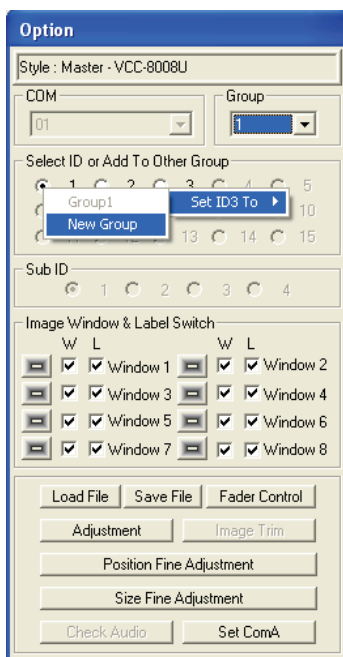 Option
Style : Master - VCC-8008U
COM Group
01 1
Select ID or Add To Other Group
1 2 3 4 5
Group1 Set ID3 To 10
New Group 13 14 15
Sub ID
1 2 3 4
Image Window & Label Switch
W L W L
Window 1 Window 2
Window 3 Window 4
Window 5 Window 6
Window 7 Window 8
Load File Save File Fader Control
Adjustment Image Trim
Position Fine Adjustment
Size Fine Adjustment
Check Audio Set ComA